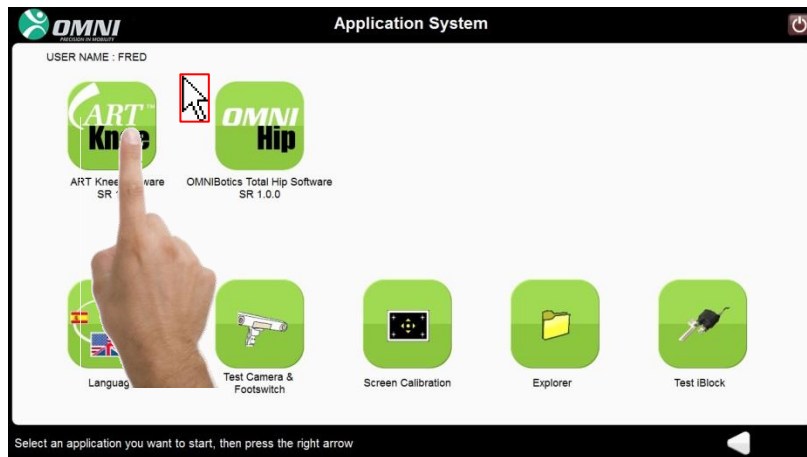 OMNI
PRECISION IN MOBILITY
Application System
USER NAME : FRED
ART™
OMNI
Hip
ART
OMNIBotics Total Hip Software
SR
SR 1.0.0
Test Camera &
Footswitch
Screen Calibration
Explorer
Test iBlock
Select an application you want to start, then press the right arrow